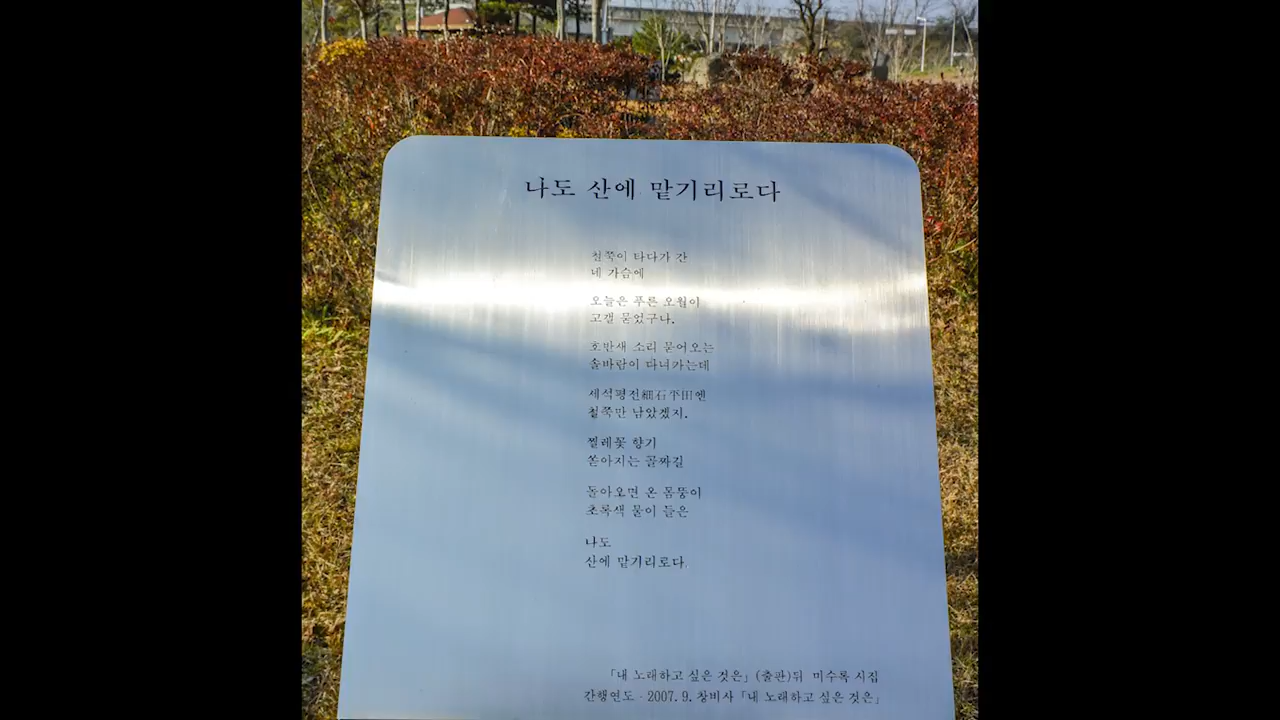 나도 산에 맡기리로다
철쭉이 타다가 간
네 가슴에
오늘은 푸른 오월이
고갤 묻었구나.
호반새 소리 묻어오는
솔바람이 다녀가는데
세석평전細石平田엔
철쭉만 남았겠지.
찔레꽃 향기
쏟아지는 골짜길
돌아오면 온 몸뚱이
초록색 물이 들은
나도
산에 맡기리로다.
「내 노래하고 싶은 것은」(출판)뒤 미수록 시집
간행연도 - 2007. 9. 창비사 「내 노래하고 싶은 것은」